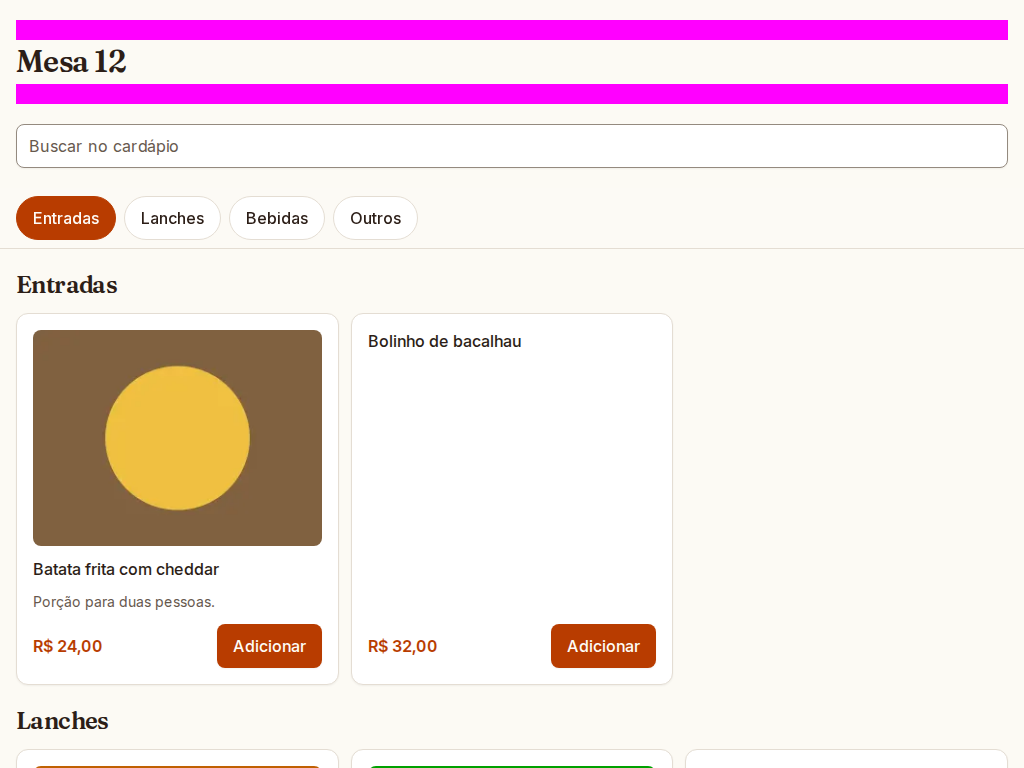 Mesa 12
Buscar no cardápio
Entradas
Lanches
Bebidas
Outros
Entradas
Bolinho de bacalhau
Batata frita com cheddar
Porção para duas pessoas.
R$ 24,00
Adicionar
R$ 32,00
Adicionar
Lanches